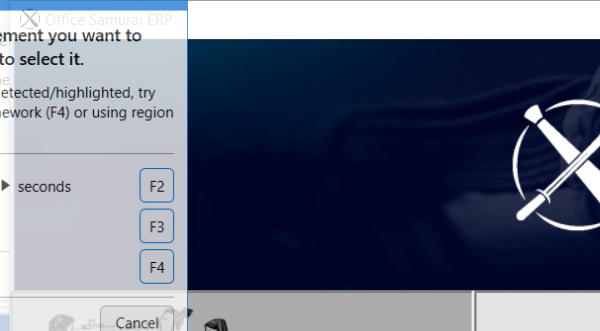 Office Samurai ERP
ement you want to
to select it.
etected/highlighted, try
ework (F4) or using region
seconds
F2
F3
F4
Cancel